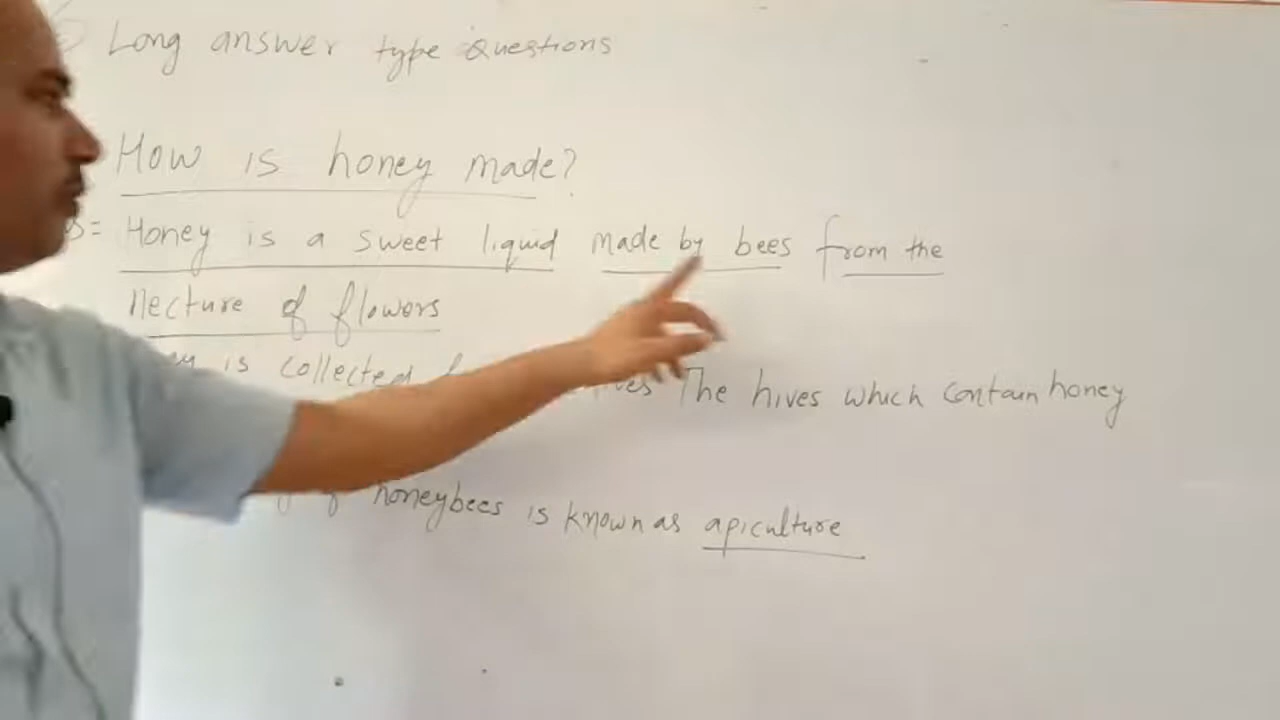 Long answer type Questions
How is honey made?
= Honey is a sweet liquid made by bees from the
necture of flowers
is collected The hives which contain honey
honeybees is known as apiculture